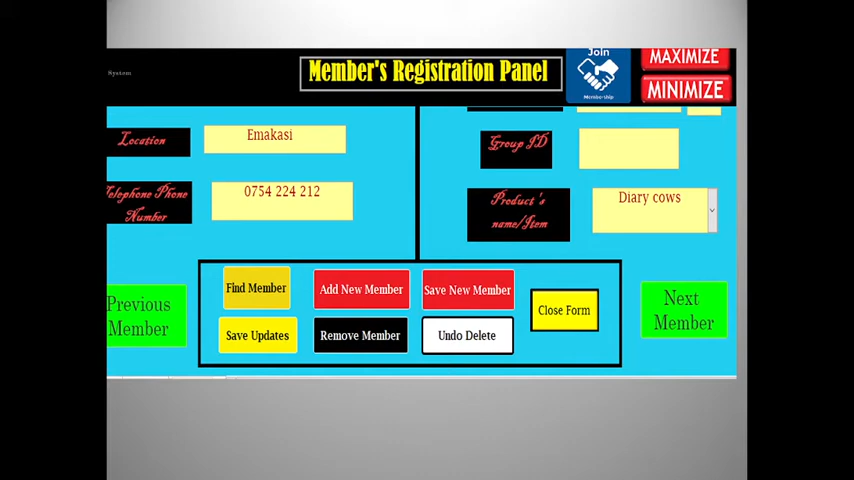 System
Member's Registration Panel
Join
Membership
MAXIMIZE
MINIMIZE
Location
Emakasi
Group ID
Telephone Phone
Number
0754 224 212
Product's
name/Item
Diary cows
Find Member
Add New Member
Save New Member
Close Form
Save Updates
Remove Member
Undo Delete
Previous
Member
Next
Member